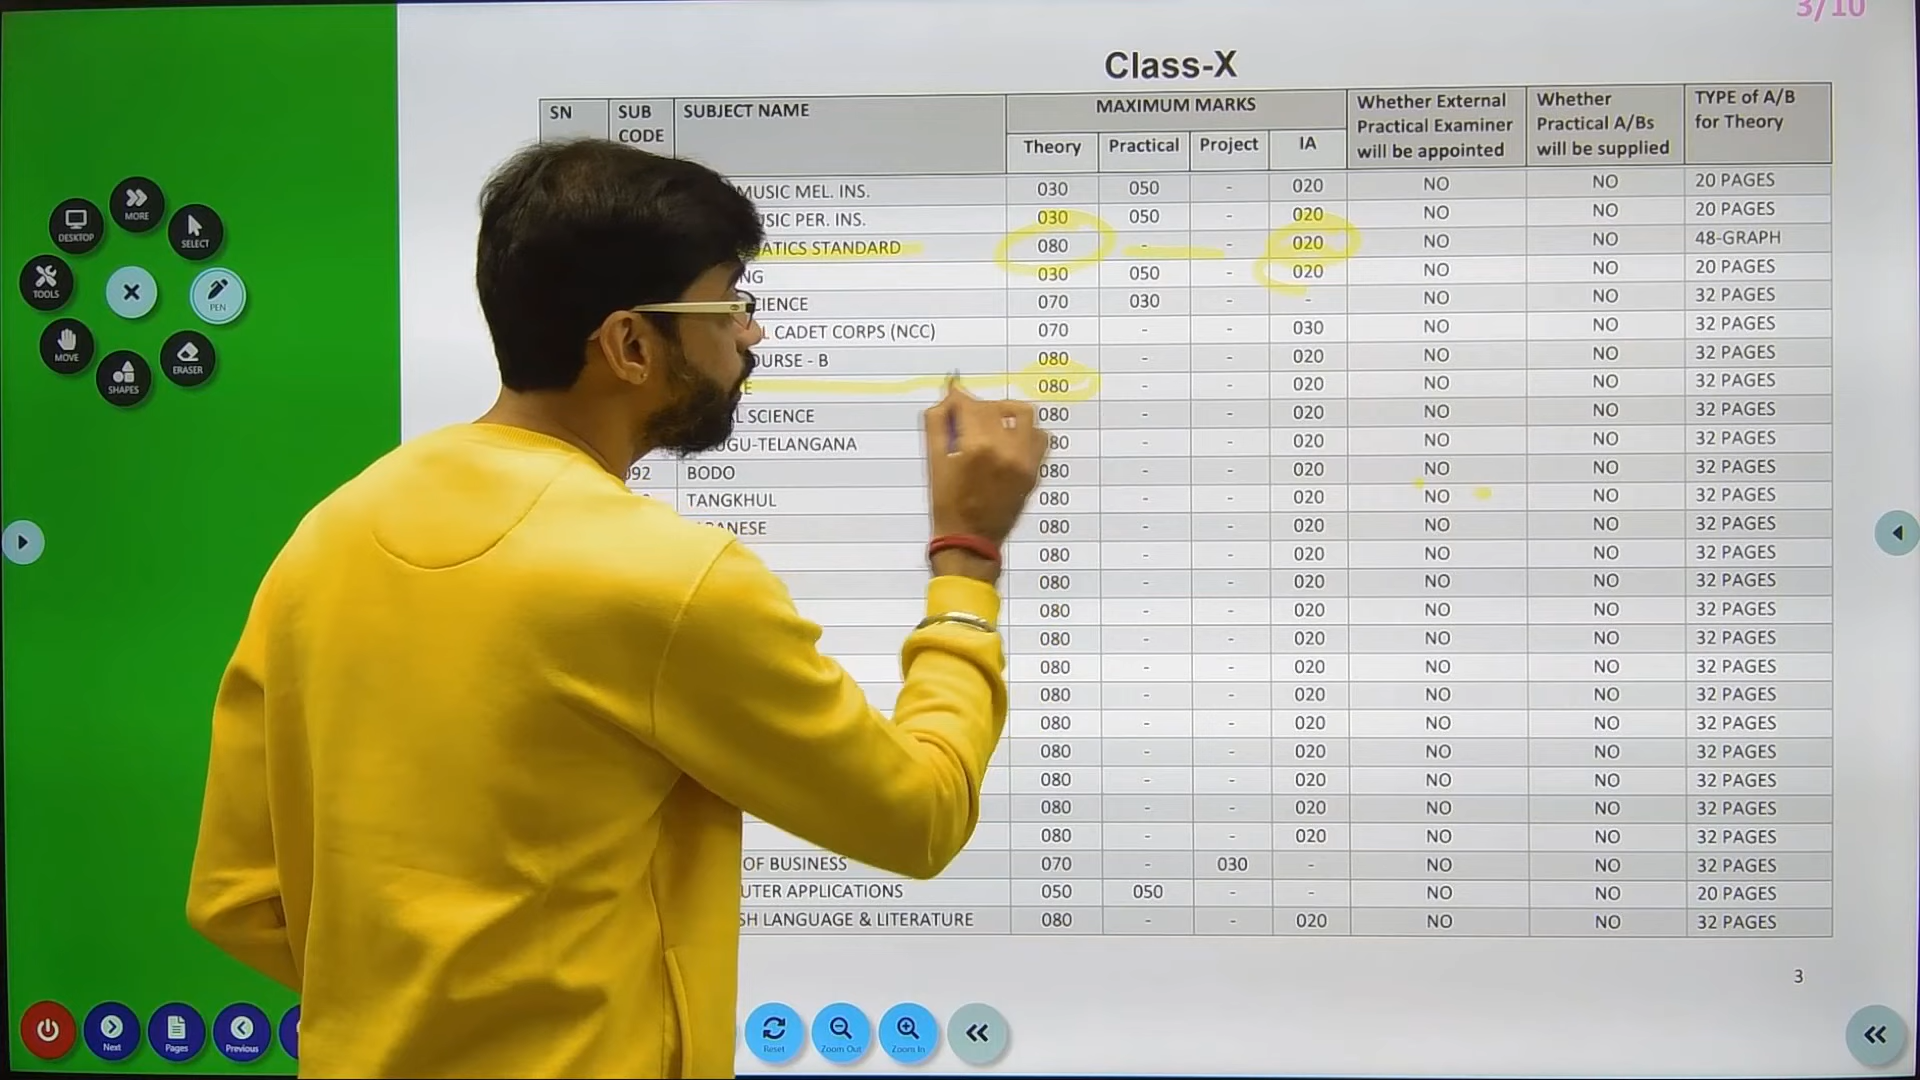 3/10
Class-X
SN SUB CODE SUBJECT NAME MAXIMUM MARKS Whether External Practical Examiner will be appointed Whether Practical A/Bs will be supplied TYPE of A/B for Theory
Theory Practical Project IA
MUSIC MEL. INS. 030 050 - 020 NO NO 20 PAGES
PER. INS. 030 050 - 020 NO NO 20 PAGES
STANDARD 080 - - 020 NO NO 48-GRAPH
030 050 - 020 NO NO 20 PAGES
070 030 - - NO NO 32 PAGES
CADET CORPS (NCC) 070 - - 030 NO NO 32 PAGES
- B 080 - - 020 NO NO 32 PAGES
080 - - 020 NO NO 32 PAGES
SCIENCE 080 - - 020 NO NO 32 PAGES
- - 020 NO NO 32 PAGES
BODO 080 - - 020 NO NO 32 PAGES
TANGKHUL 080 - - 020 NO NO 32 PAGES
080 - - 020 NO NO 32 PAGES
080 - - 020 NO NO 32 PAGES
080 - - 020 NO NO 32 PAGES
080 - - 020 NO NO 32 PAGES
080 - - 020 NO NO 32 PAGES
080 - - 020 NO NO 32 PAGES
080 - - 020 NO NO 32 PAGES
080 - - 020 NO NO 32 PAGES
080 - - 020 NO NO 32 PAGES
080 - - 020 NO NO 32 PAGES
080 - - 020 NO NO 32 PAGES
080 - - 020 NO NO 32 PAGES
OF BUSINESS 070 - 030 - NO NO 32 PAGES
APPLICATIONS 050 050 - - NO NO 20 PAGES
LANGUAGE & LITERATURE 080 - - 020 NO NO 32 PAGES
3
MORE
DESKTOP
SELECT
TOOLS
PEN
MOVE
ERASER
SHAPES
Next
Pages
Previous
Reset
Zoom Out
Zoom In